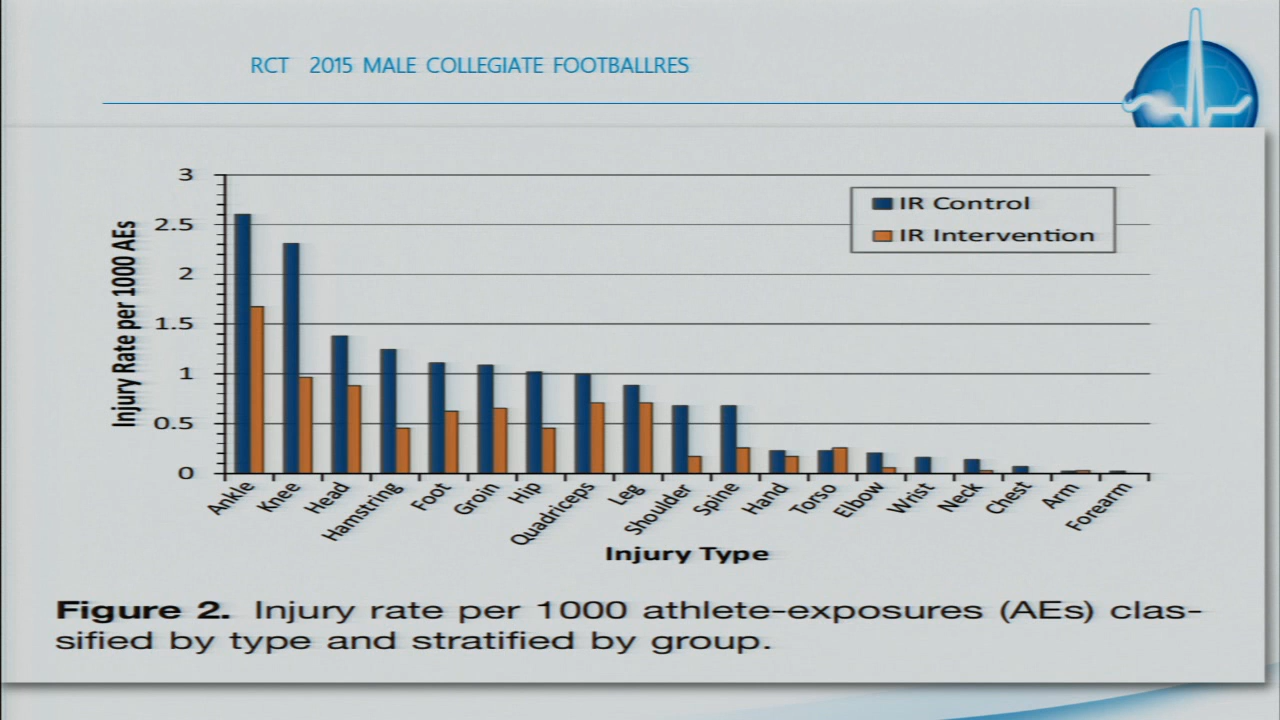 RCT 2015 MALE COLLEGIATE FOOTBALLRES
3
2.5
2
1.5
1
0.5
0
Injury Rate per 1000 AEs
IR Control
IR Intervention
Ankle
Knee
Head
Hamstring
Foot
Groin
Hip
Quadriceps
Leg
Shoulder
Spine
Hand
Torso
Elbow
Wrist
Neck
Chest
Arm
Forearm
Injury Type
Figure 2. Injury rate per 1000 athlete-exposures (AEs) clas-
sified by type and stratified by group.